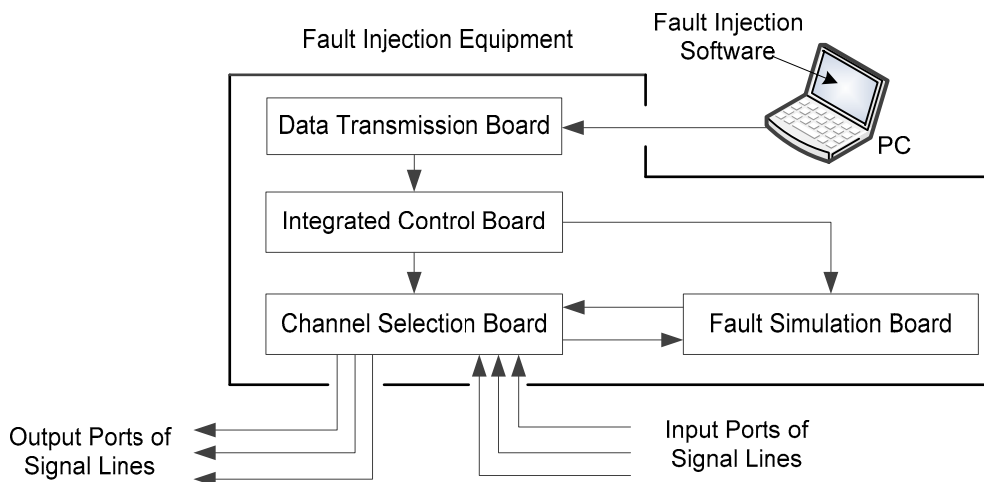 Fault Injection Equipment
Fault Injection
Software
PC
Data Transmission Board
Integrated Control Board
Channel Selection Board
Fault Simulation Board
Output Ports of
Signal Lines
Input Ports of
Signal Lines